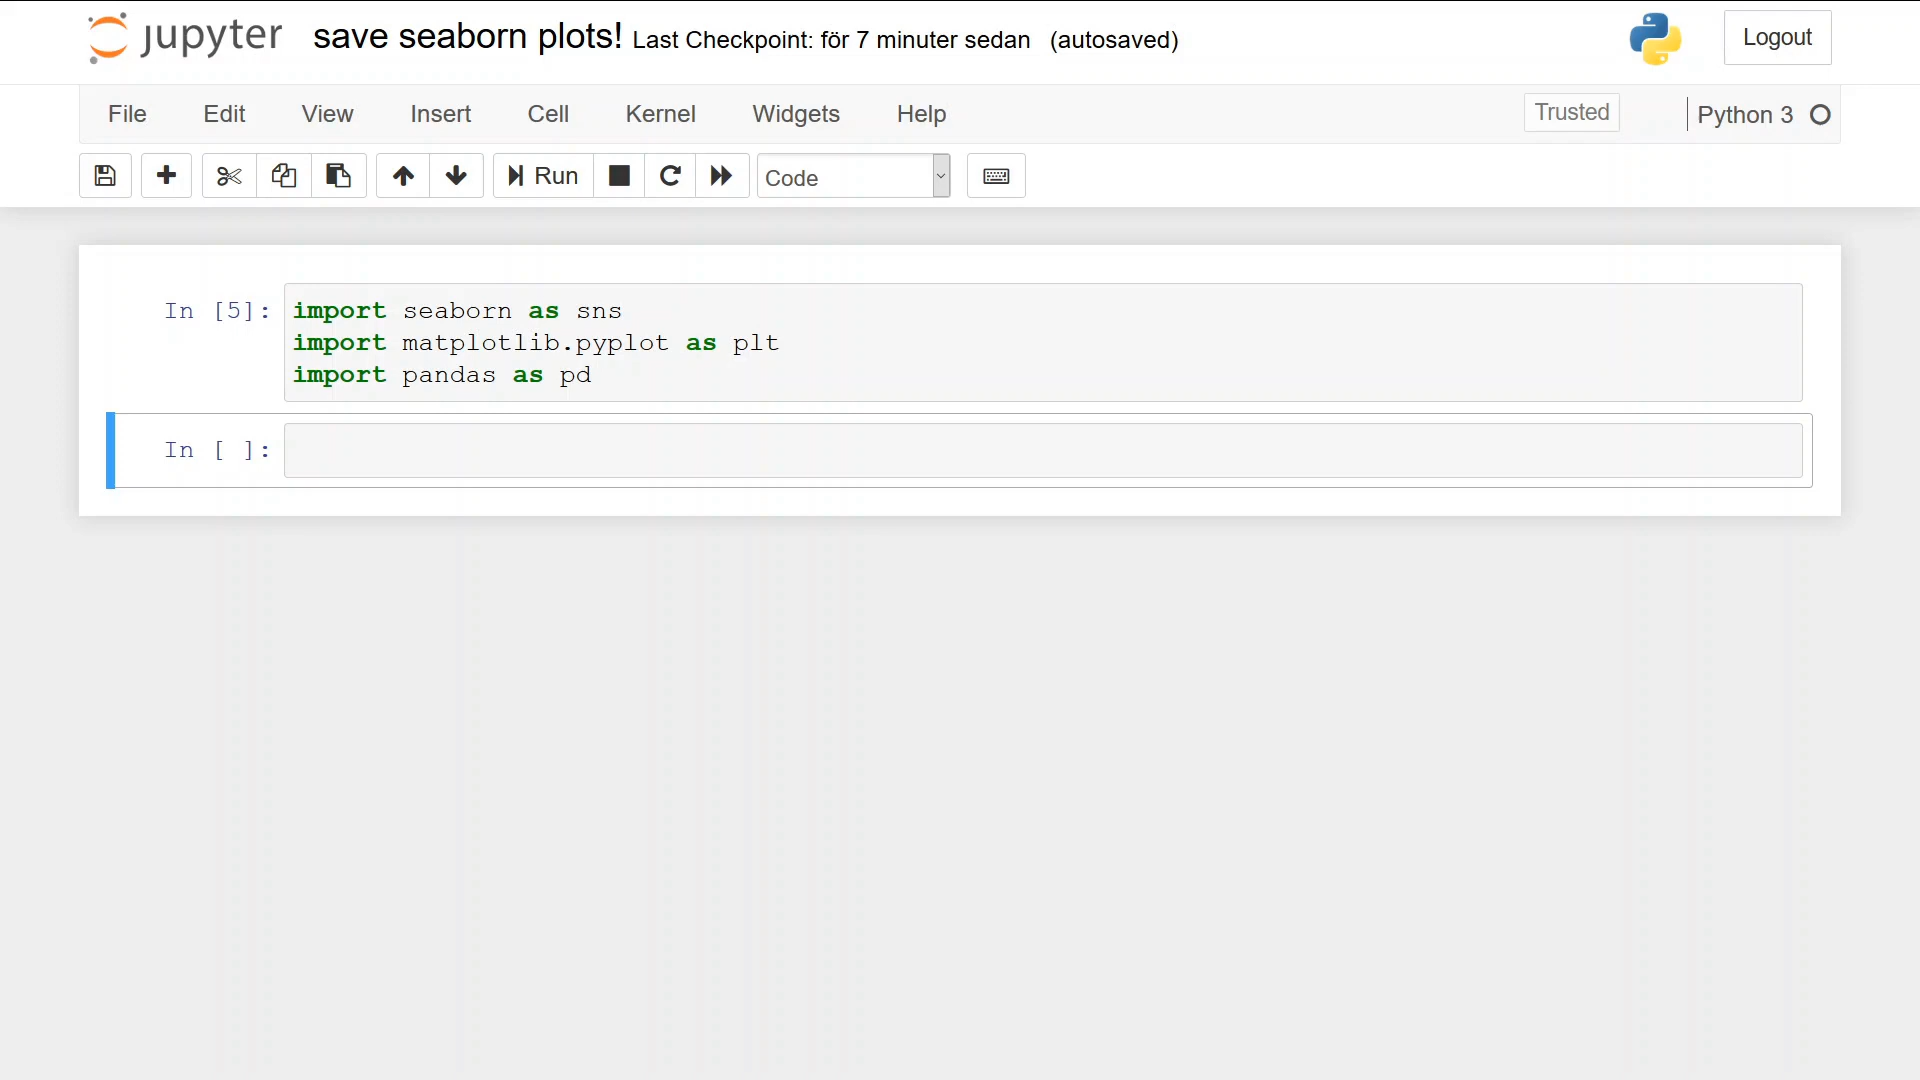 jupyter save seaborn plots! Last Checkpoint: för 7 minuter sedan (autosaved) Logout
File Edit View Insert Cell Kernel Widgets Help Trusted Python 3
Run Code
In [5]: import seaborn as sns
import matplotlib.pyplot as plt
import pandas as pd
In [ ]: